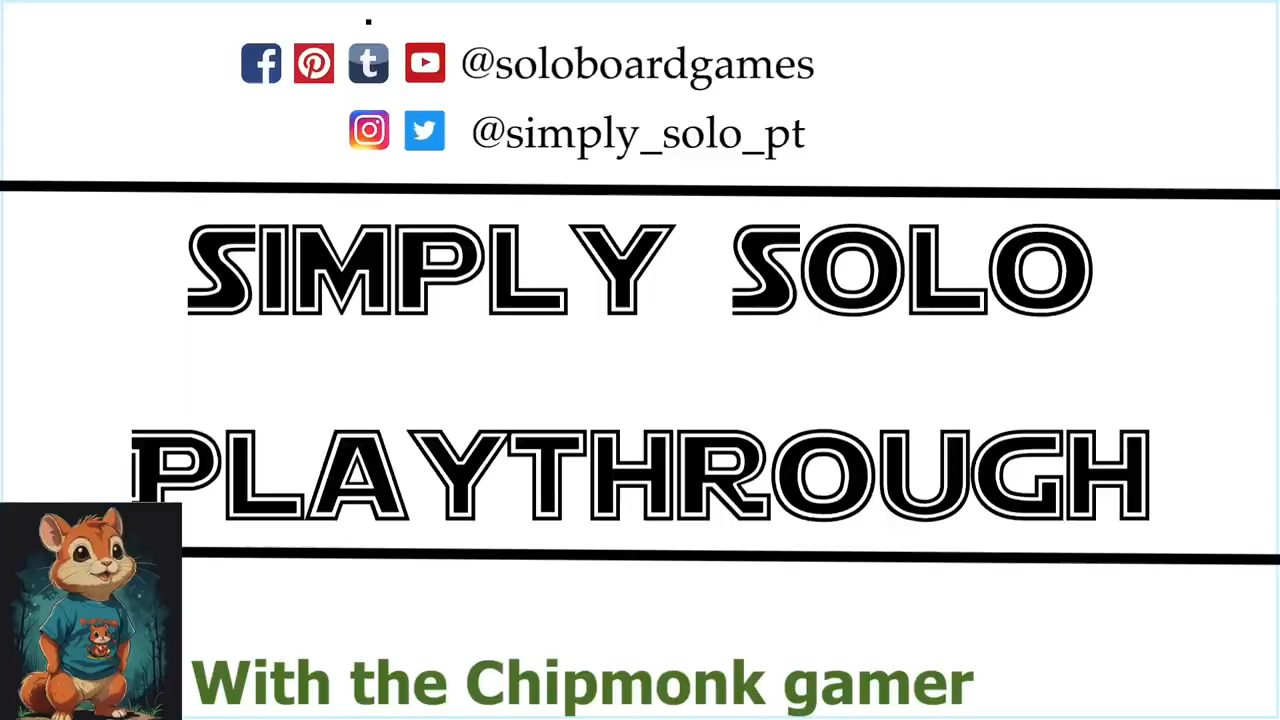 @soloboardgames
@simply_solo_pt
SIMPLY SOLO
PLAYTHROUGH
With the Chipmonk gamer